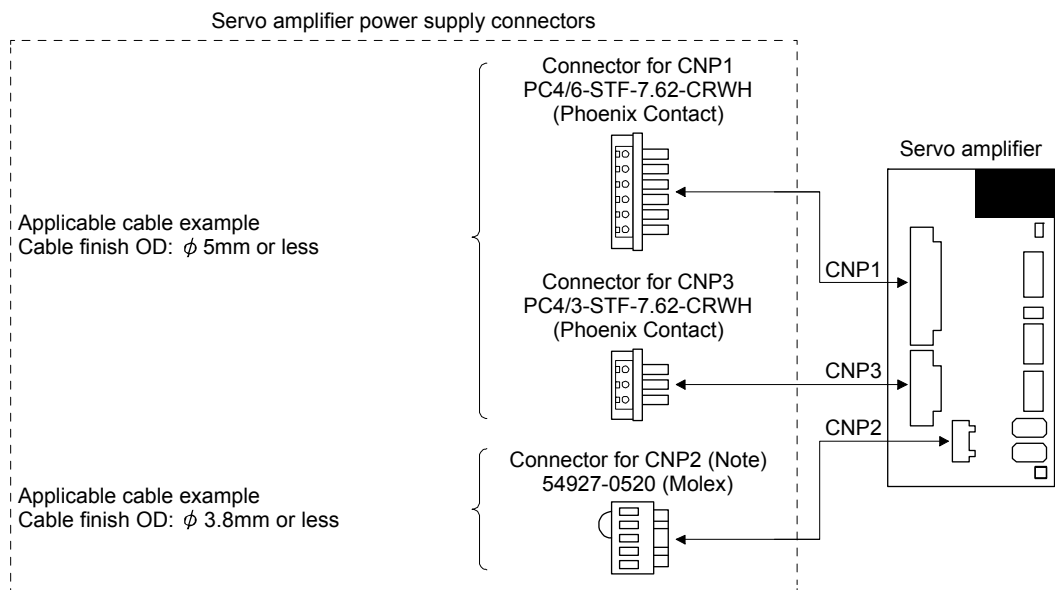 Servo amplifier power supply connectors
Connector for CNP1
PC4/6-STF-7.62-CRWH
(Phoenix Contact)
Servo amplifier
Applicable cable example
Cable finish OD: φ 5mm or less
CNP1
Connector for CNP3
PC4/3-STF-7.62-CRWH
(Phoenix Contact)
CNP3
CNP2
Connector for CNP2 (Note)
54927-0520 (Molex)
Applicable cable example
Cable finish OD: φ 3.8mm or less